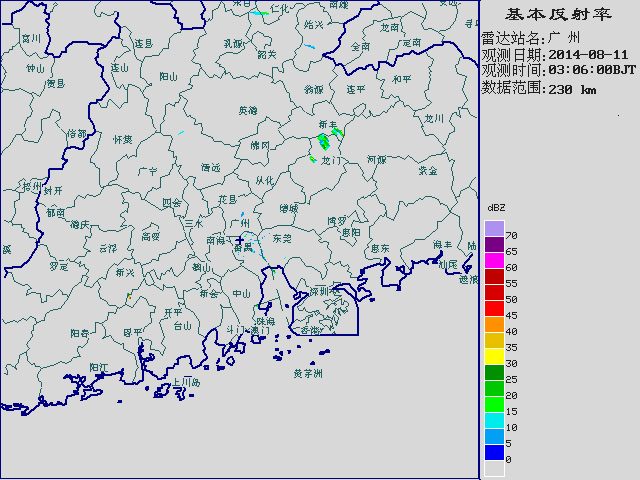 基本反射率
雷达站名:广 州
观测日期:2014-08-11
观测时间:03:06:00BJT
数据范围:230 km
dBZ
70
65
60
55
50
45
40
35
30
25
20
15
10
5
0
仁化
南雄
始兴
富川
连县
乳源
韶关
龙南
定南
全南
寻
钟山
贺县
连山
阳山
翁源
连平
和平
英德
新丰
龙川
怀集
佛冈
龙门
河源
紫金
广宁
清远
从化
梧州
封开
郁南
四会
花县
增城
德庆
三水
广州
博罗
惠阳
高要
南海
番禺
东莞
惠东
海丰
陆
云浮
罗定
新兴
鹤山
汕尾
新会
中山
深圳
开平
台山
珠海
斗门
澳门
香港
阳春
恩平
阳江
上川岛
黄茅洲